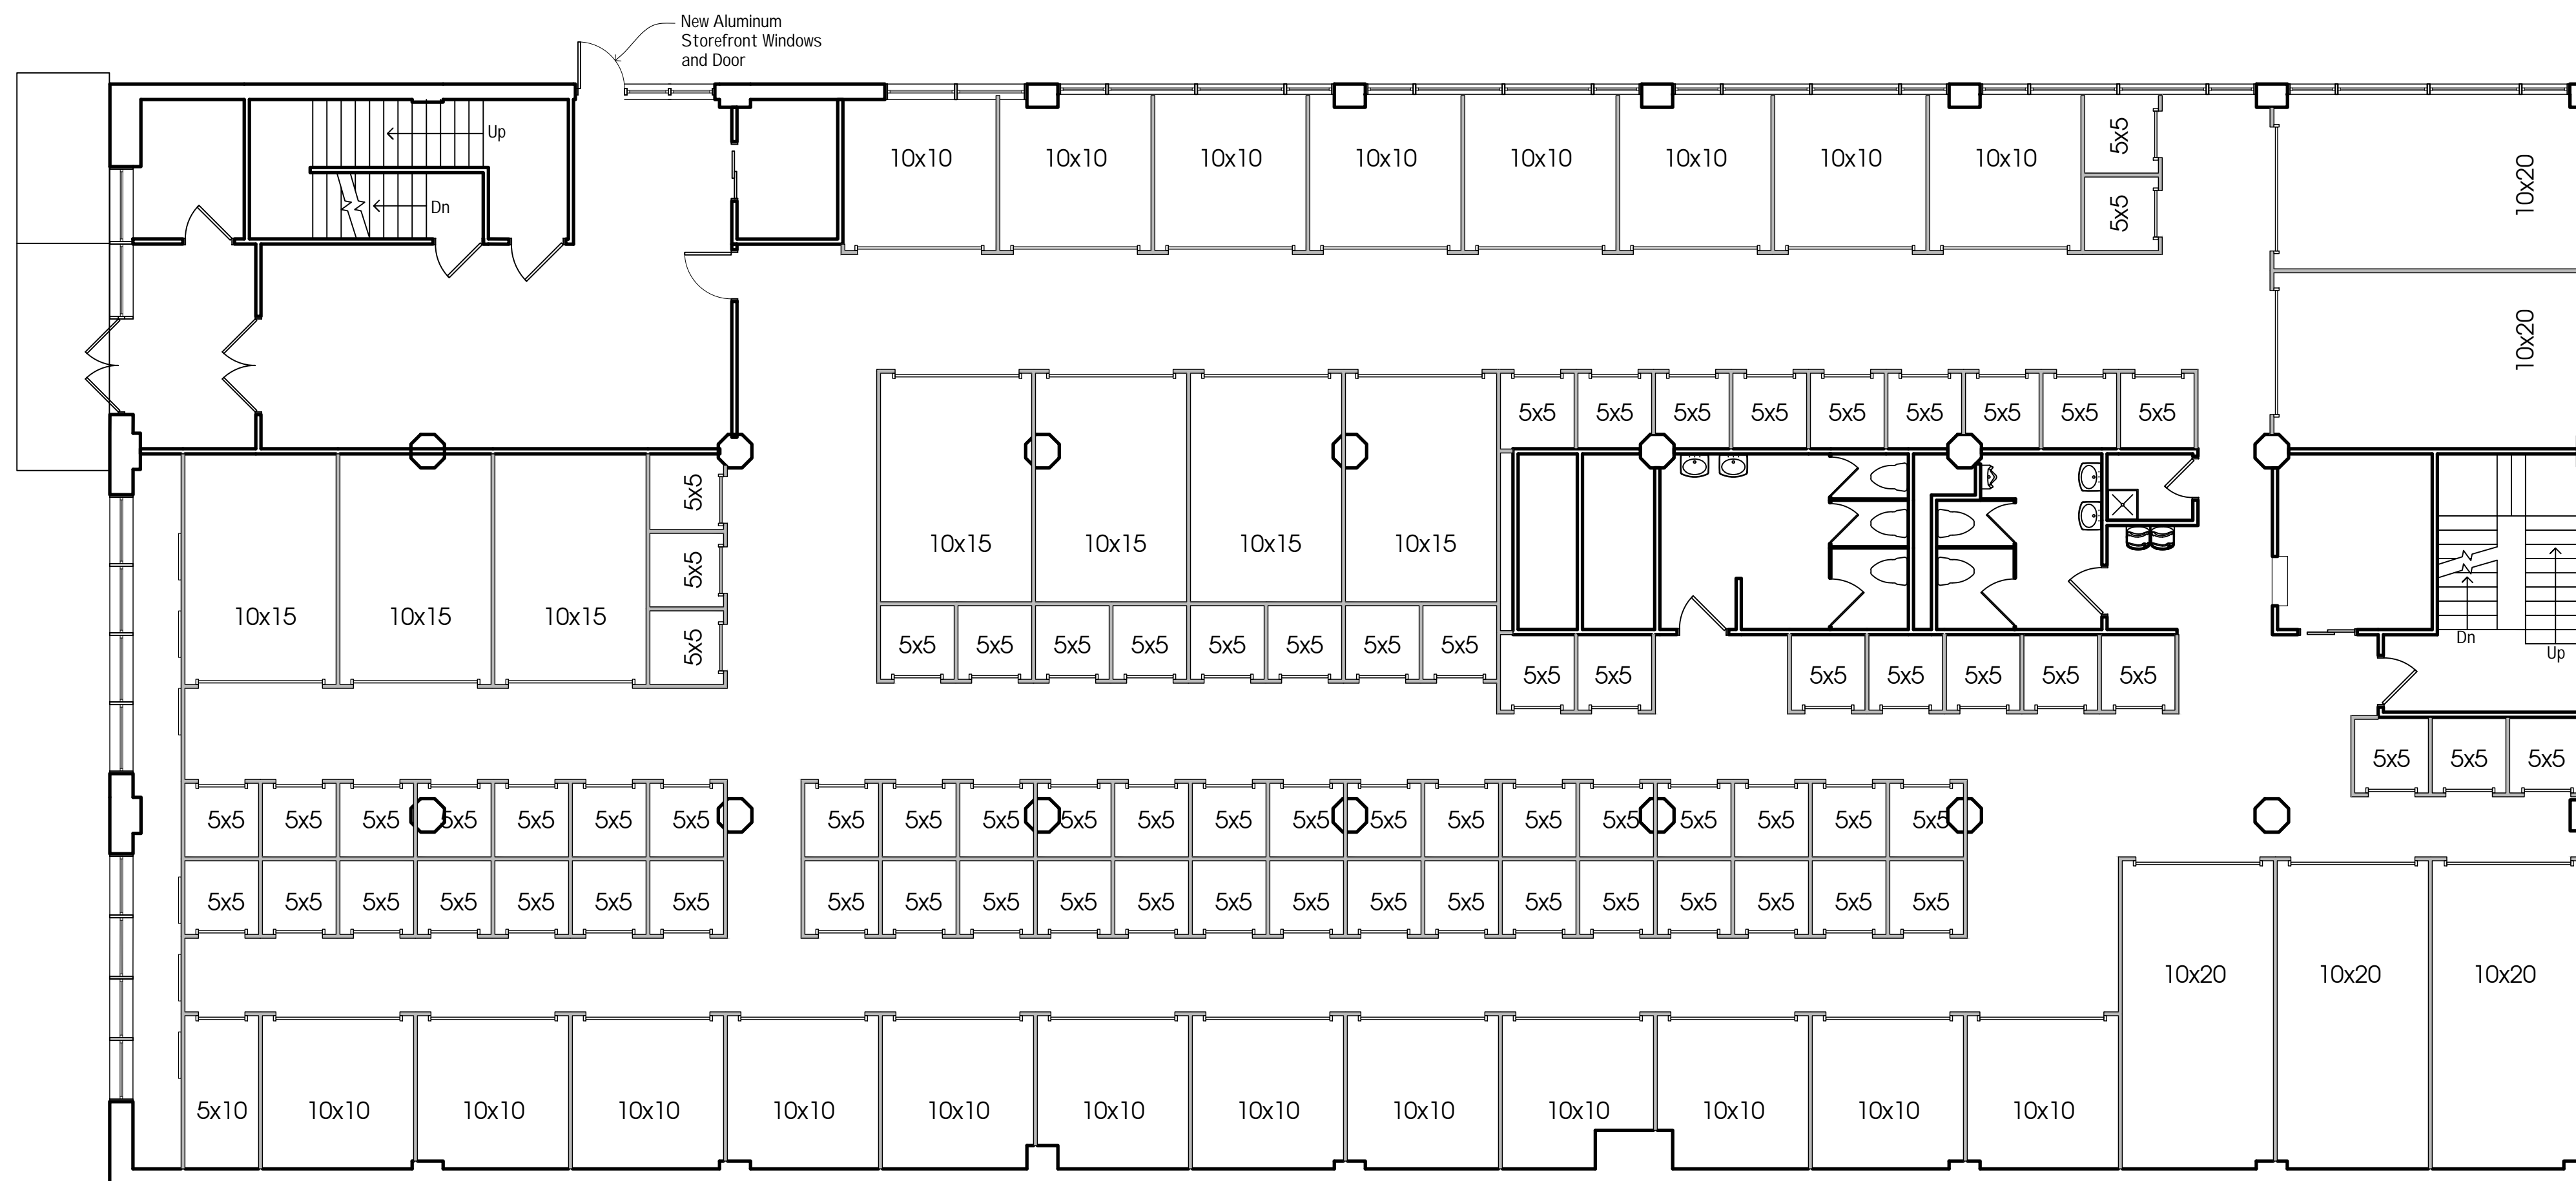 New Aluminum
Storefront Windows
and Door
Up
Dn
10x10 10x10 10x10 10x10 10x10 10x10 10x10 10x10
5x5
5x5
10x20
10x20
5x5 5x5 5x5 5x5 5x5 5x5 5x5 5x5 5x5
5x5
5x5
5x5
10x15 10x15 10x15 10x15
10x15 10x15 10x15
5x5 5x5 5x5 5x5 5x5 5x5 5x5 5x5
5x5 5x5 5x5 5x5 5x5 5x5 5x5
Dn
Up
5x5 5x5 5x5
5x5 5x5 5x5 5x5 5x5 5x5 5x5 5x5 5x5 5x5 5x5 5x5 5x5 5x5 5x5 5x5 5x5 5x5 5x5 5x5 5x5 5x5
5x5 5x5 5x5 5x5 5x5 5x5 5x5 5x5 5x5 5x5 5x5 5x5 5x5 5x5 5x5 5x5 5x5 5x5 5x5 5x5 5x5 5x5
10x20 10x20 10x20
5x10 10x10 10x10 10x10 10x10 10x10 10x10 10x10 10x10 10x10 10x10 10x10 10x10